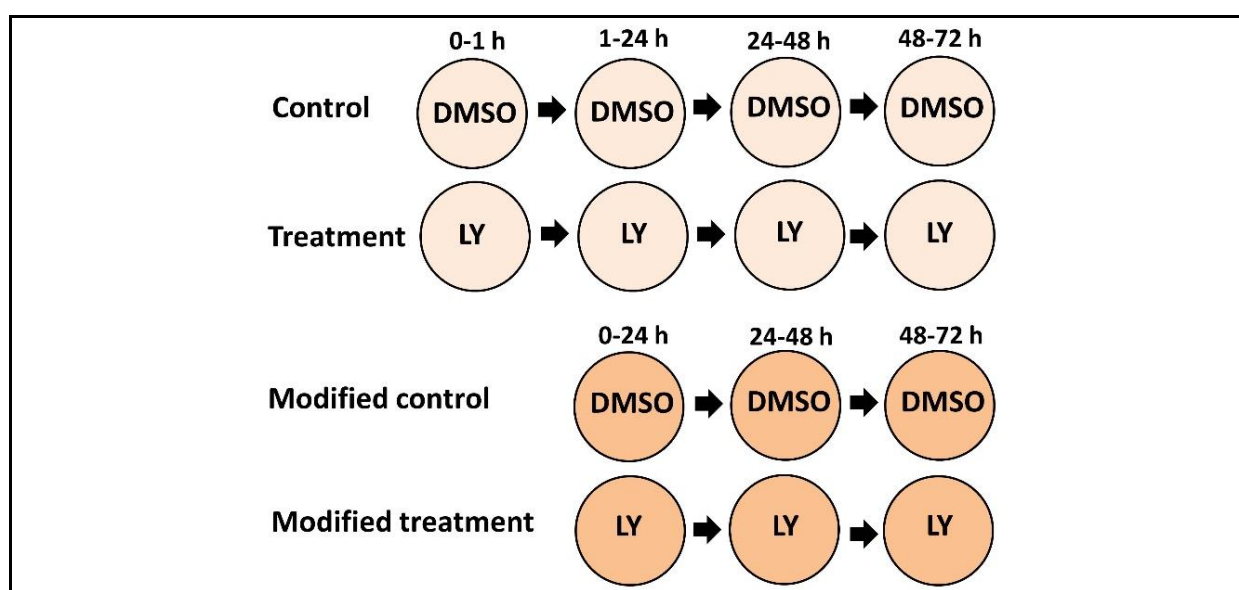 0-1 h 1-24 h 24-48 h 48-72 h
Control DMSO DMSO DMSO DMSO
Treatment LY LY LY LY
0-24 h 24-48 h 48-72 h
Modified control DMSO DMSO DMSO
Modified treatment LY LY LY